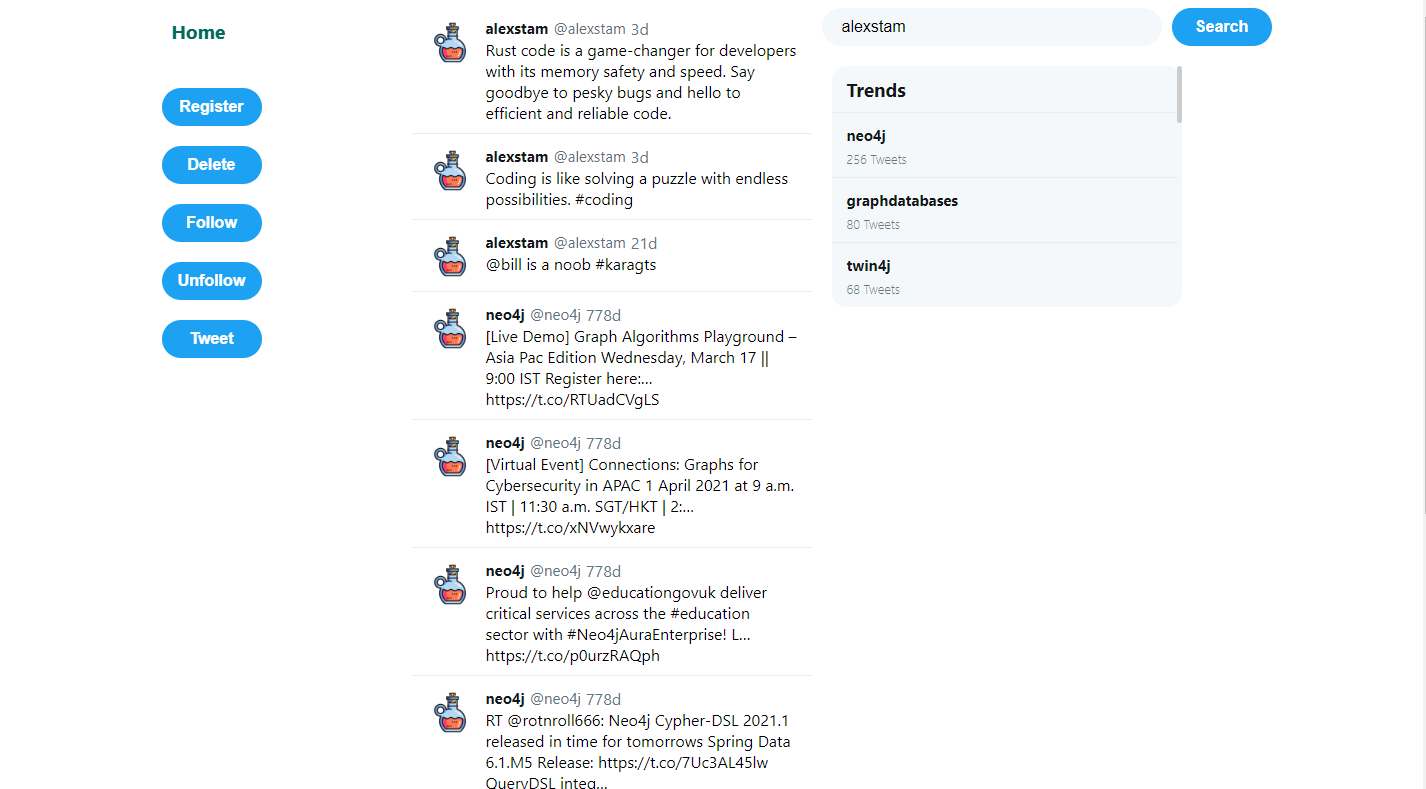 Home
Register
Delete
Follow
Unfollow
Tweet
alexstam @alexstam 3d
Rust code is a game-changer for developers
with its memory safety and speed. Say
goodbye to pesky bugs and hello to
efficient and reliable code.
alexstam @alexstam 3d
Coding is like solving a puzzle with endless
possibilities. #coding
alexstam @alexstam 21d
@bill is a noob #karagts
neo4j @neo4j 778d
[Live Demo] Graph Algorithms Playground –
Asia Pac Edition Wednesday, March 17 ||
9:00 IST Register here:...
https://t.co/RTUadCVgLS
neo4j @neo4j 778d
[Virtual Event] Connections: Graphs for
Cybersecurity in APAC 1 April 2021 at 9 a.m.
IST | 11:30 a.m. SGT/HKT | 2:...
https://t.co/xNVwykxare
neo4j @neo4j 778d
Proud to help @educationgovuk deliver
critical services across the #education
sector with #Neo4jAuraEnterprise! L...
https://t.co/p0urzRAQph
neo4j @neo4j 778d
RT @rotnroll666: Neo4j Cypher-DSL 2021.1
released in time for tomorrows Spring Data
6.1.M5 Release: https://t.co/7Uc3AL45lw
QueryDSL integ...
alexstam
Search
Trends
neo4j
256 Tweets
graphdatabases
80 Tweets
twin4j
68 Tweets